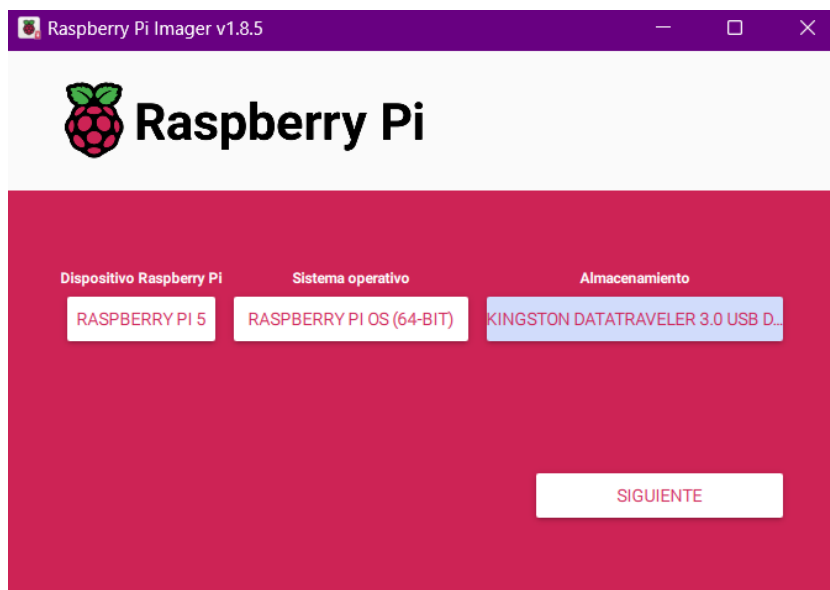 Raspberry Pi Imager v1.8.5
Raspberry Pi
Dispositivo Raspberry Pi
Sistema operativo
Almacenamiento
RASPBERRY PI 5
RASPBERRY PI OS (64-BIT)
KINGSTON DATATRAVELER 3.0 USB D...
SIGUIENTE